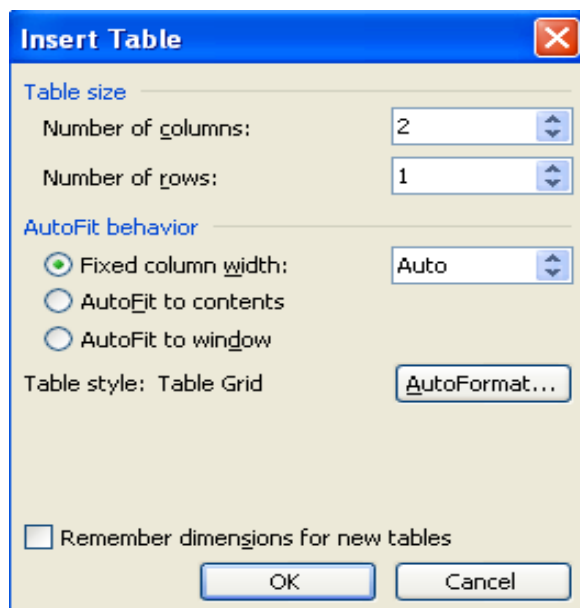 Insert Table
Table size
Number of columns: 2
Number of rows: 1
AutoFit behavior
Fixed column width: Auto
AutoFit to contents
AutoFit to window
Table style: Table Grid AutoFormat...
Remember dimensions for new tables
OK Cancel